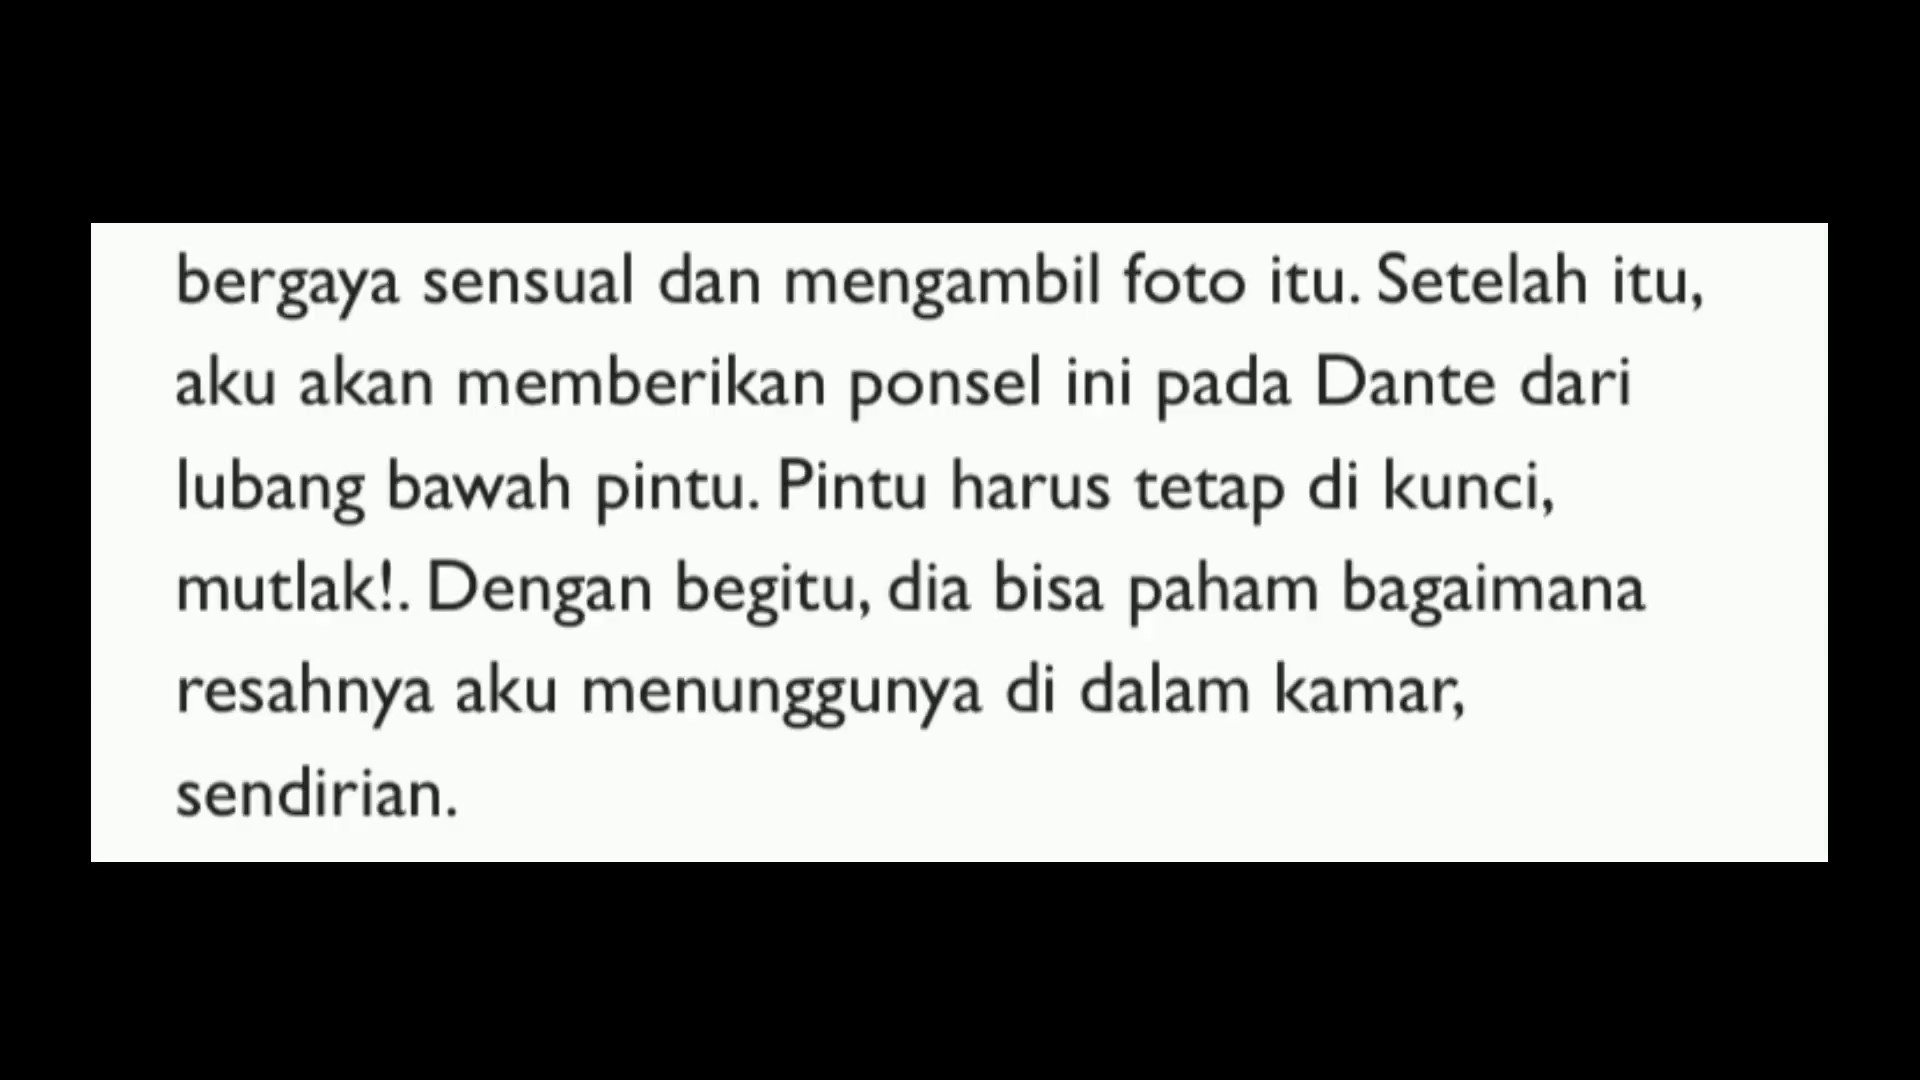 bergaya sensual dan mengambil foto itu. Setelah itu,
aku akan memberikan ponsel ini pada Dante dari
lubang bawah pintu. Pintu harus tetap di kunci,
mutlak!. Dengan begitu, dia bisa paham bagaimana
resahnya aku menunggunya di dalam kamar,
sendirian.